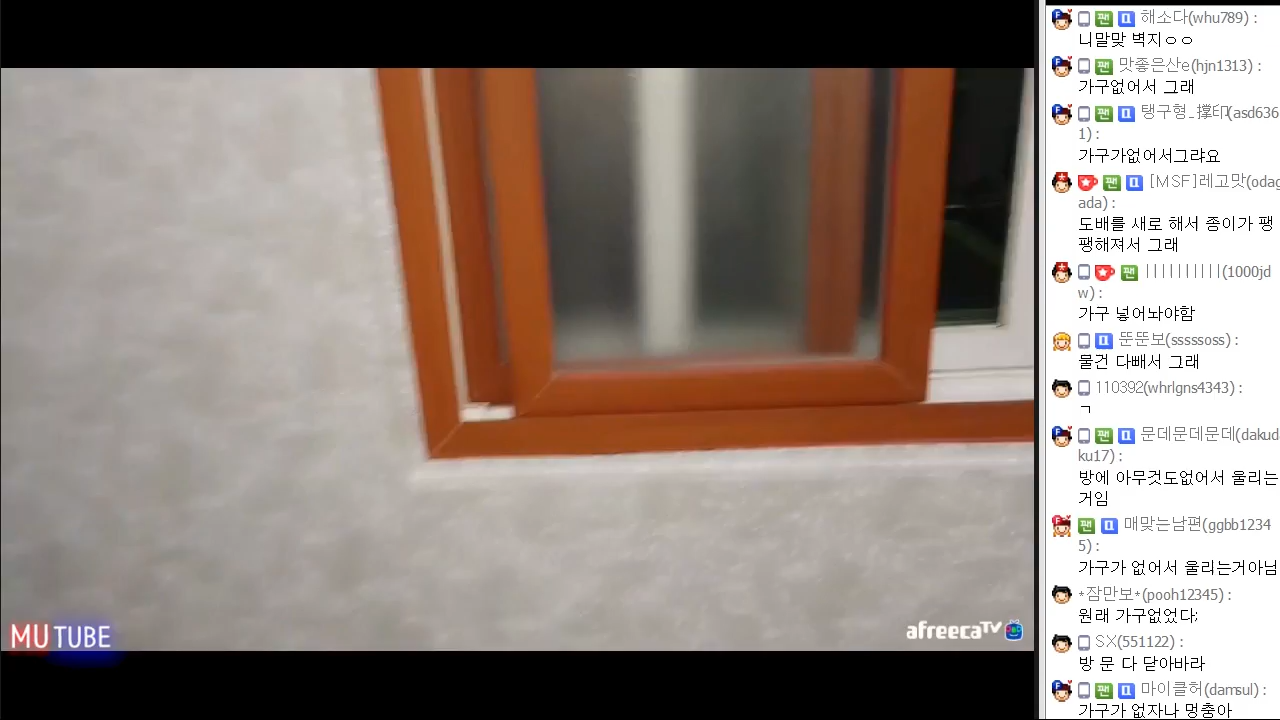 해소다(whu789) :
니말맞 벽지ㅇㅇ
맛좋은산e(hjn1313) :
가구없어서 그래
탱구형_擇印(asd636
1) :
가구가없어서그랴요
[MSF]레고맛(odag
ada) :
도배를 새로 해서 종이가 팽
팽해져서 그래
||||||||||(1000jd
w) :
가구 넣어놔야함
뚠뚠보(sssssoss) :
물건 다빼서 그래
110392(whrlgns4343) :
ㄱ
문데문데문데(dakud
ku17) :
방에 아무것도없어서 울리는
거임
매맞는남편(ggbb1234
5) :
가구가 없어서 울리는거아님
*잠만보*(pooh12345) :
원래 가구없었다;
SX(551122) :
방 문 다 닫아바라
마이클허(damsul) :
가구가 없자나 멍춤아
MUTUBE
afreecaTV